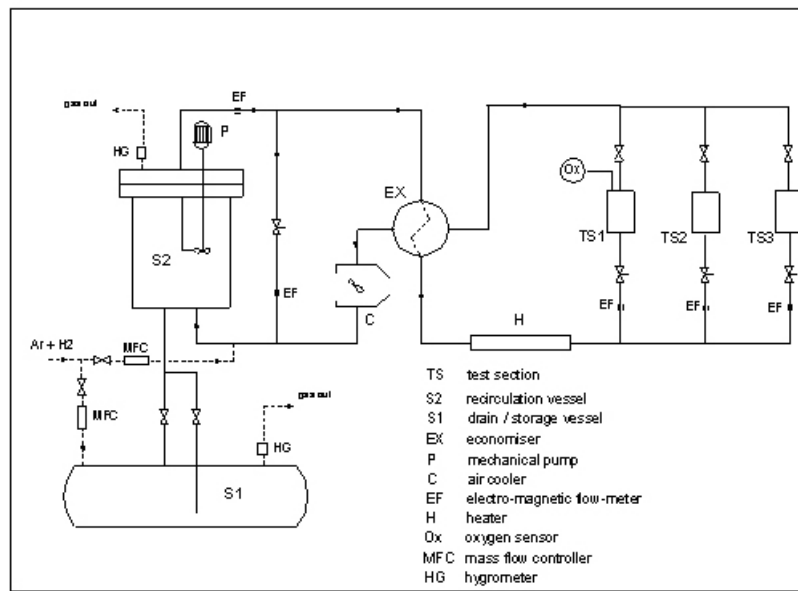 gas out
EF
P
HG
EX
Ox
S2
TS1
TS2
TS3
EF
C
EF
EF
EF
H
Ar + H2
MFC
MFC
gas out
HG
S1
TS test section
S2 recirculation vessel
S1 drain / storage vessel
EX economiser
P mechanical pump
C air cooler
EF electro-magnetic flow-meter
H heater
Ox oxygen sensor
MFC mass flow controller
HG hygrometer